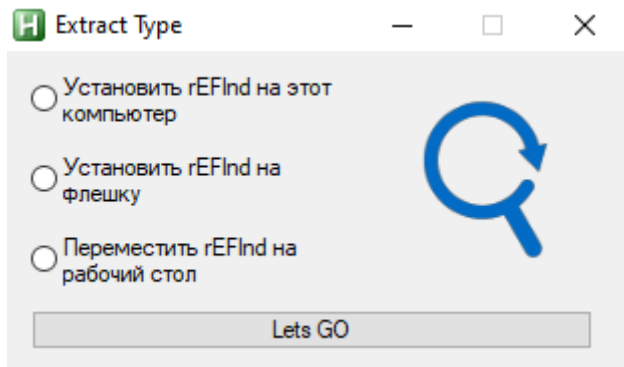 Extract Type
Установить rEFInd на этот
компьютер
Установить rEFInd на
флешку
Переместить rEFInd на
рабочий стол
Lets GO